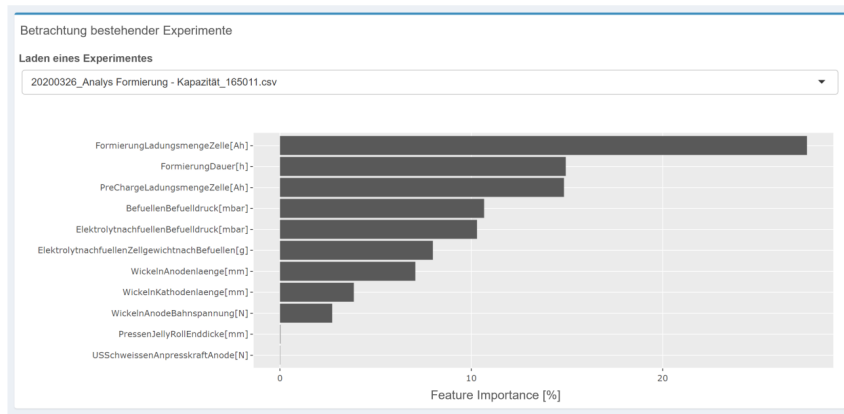 Betrachtung bestehender Experimente
Laden eines Experimentes
20200326_Analys Formierung - Kapazität_165011.csv
FormierungLadungsmengeZelle[Ah]
FormierungDauer[h]
PreChargeLadungsmengeZelle[Ah]
BefuellenBefuelldruck[mbar]
ElektrolytnachfuellenBefuelldruck[mbar]
ElektrolytnachfuellenZellgewichtnachBefuellen[g]
WickelnAnodenlaenge[mm]
WickelnKathodenlaenge[mm]
WickelnAnodeBahnspannung[N]
PressenJellyRollEnddicke[mm]
USSchweissenAnpresskraftAnode[N]
0 10 20
Feature Importance [%]